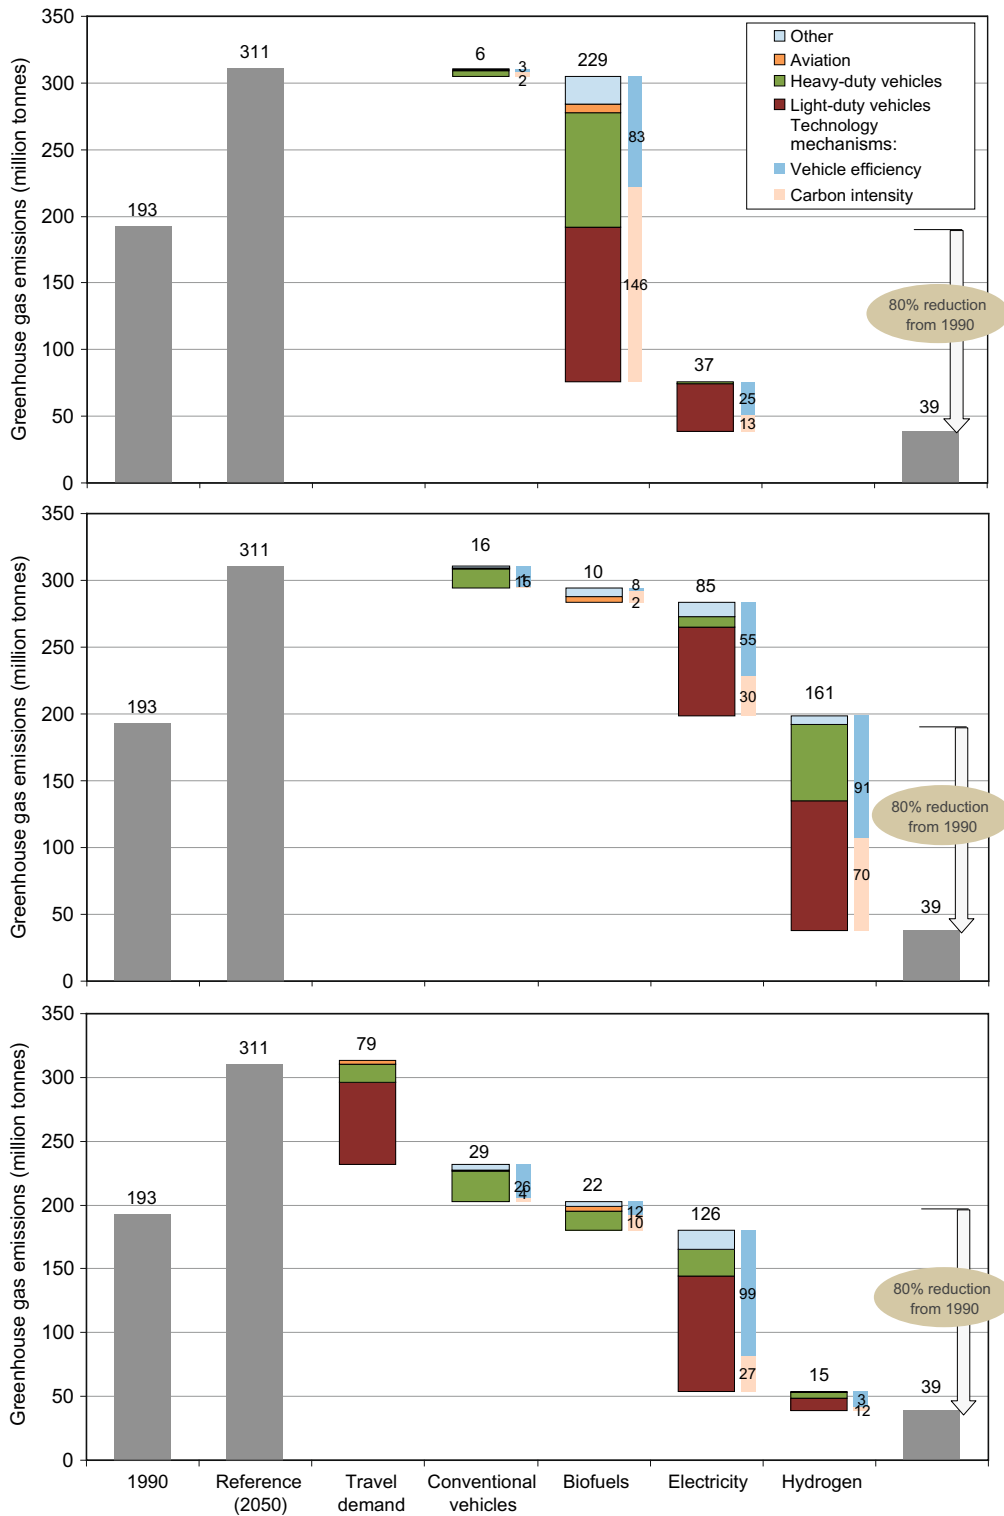 Greenhouse gas emissions (million tonnes)
350
300
250
200
150
100
50
0
193
311
6
3
2
229
83
146
37
25
13
39
Other
Aviation
Heavy-duty vehicles
Light-duty vehicles
Technology
mechanisms:
Vehicle efficiency
Carbon intensity
80% reduction
from 1990
Greenhouse gas emissions (million tonnes)
350
300
250
200
150
100
50
0
193
311
16
1
15
10
8
2
85
55
30
161
91
70
39
80% reduction
from 1990
Greenhouse gas emissions (million tonnes)
350
300
250
200
150
100
50
0
193
311
79
29
26
4
22
12
10
126
99
27
15
3
12
39
80% reduction
from 1990
1990
Reference
(2050)
Travel
demand
Conventional
vehicles
Biofuels
Electricity
Hydrogen